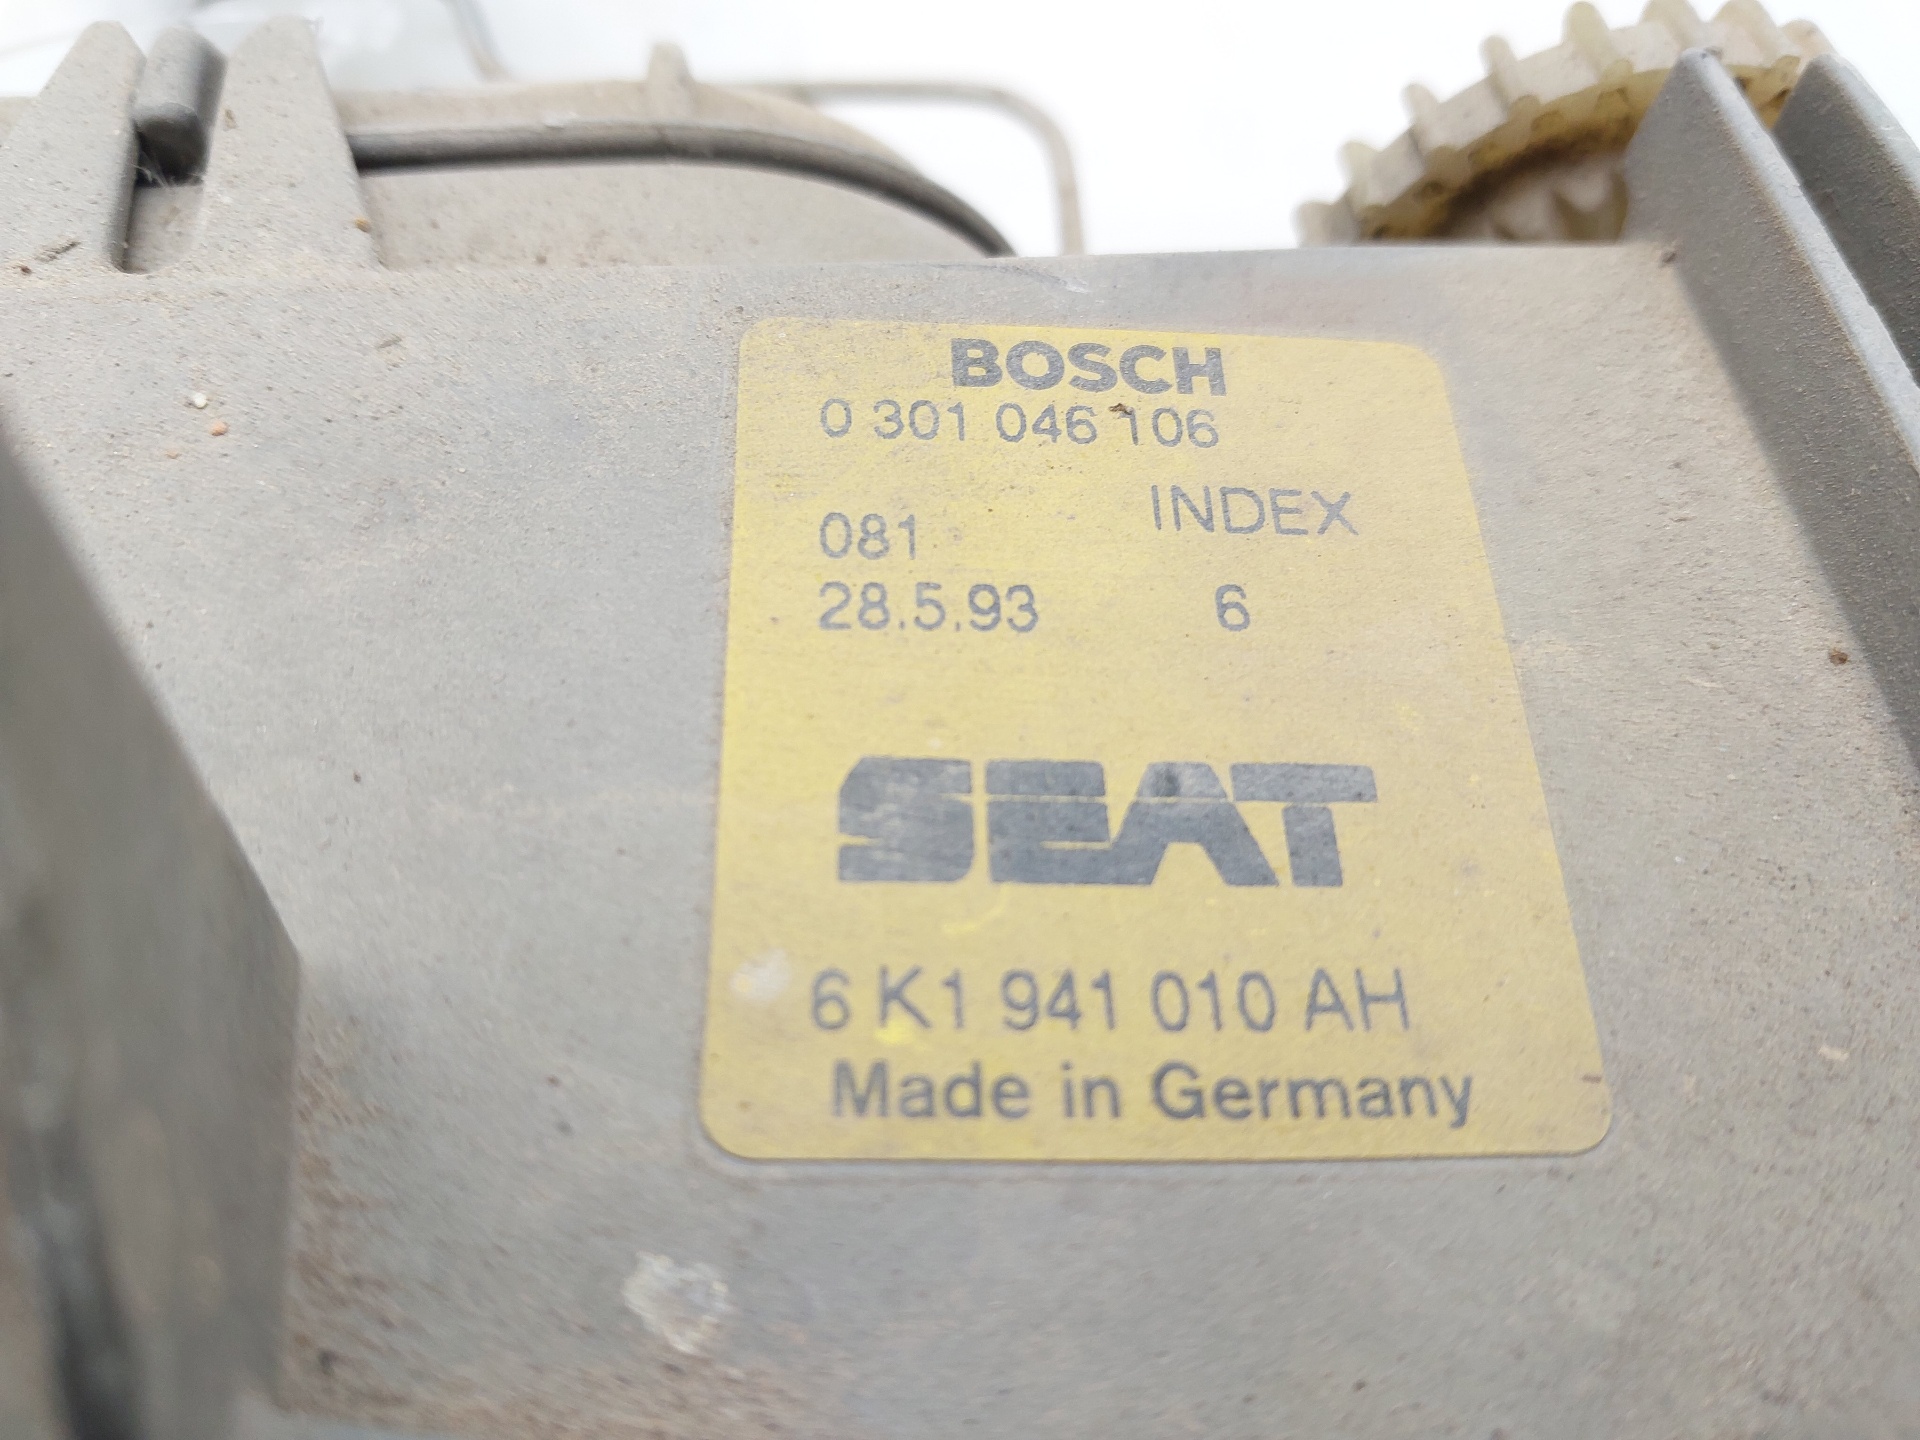 BOSCH
0 301 046 106
INDEX
081
28.5.93 6
SEAT
6 K1 941 010 AH
Made in Germany